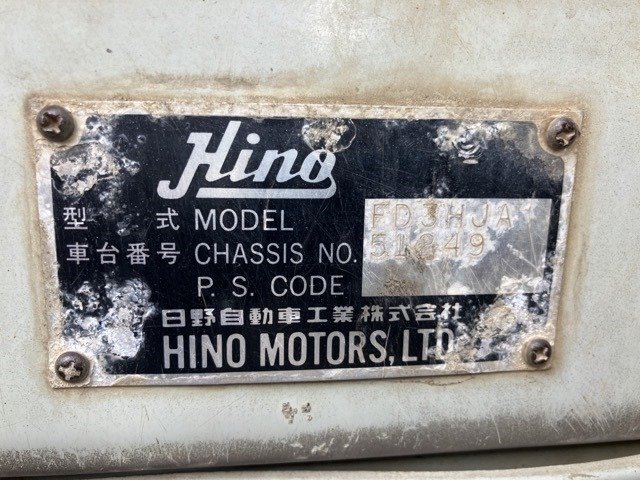 Hino
型 式 MODEL FD3HJA
車台番号 CHASSIS NO. 51849
P. S. CODE
日野自動車工業株式会社
HINO MOTORS, LTD